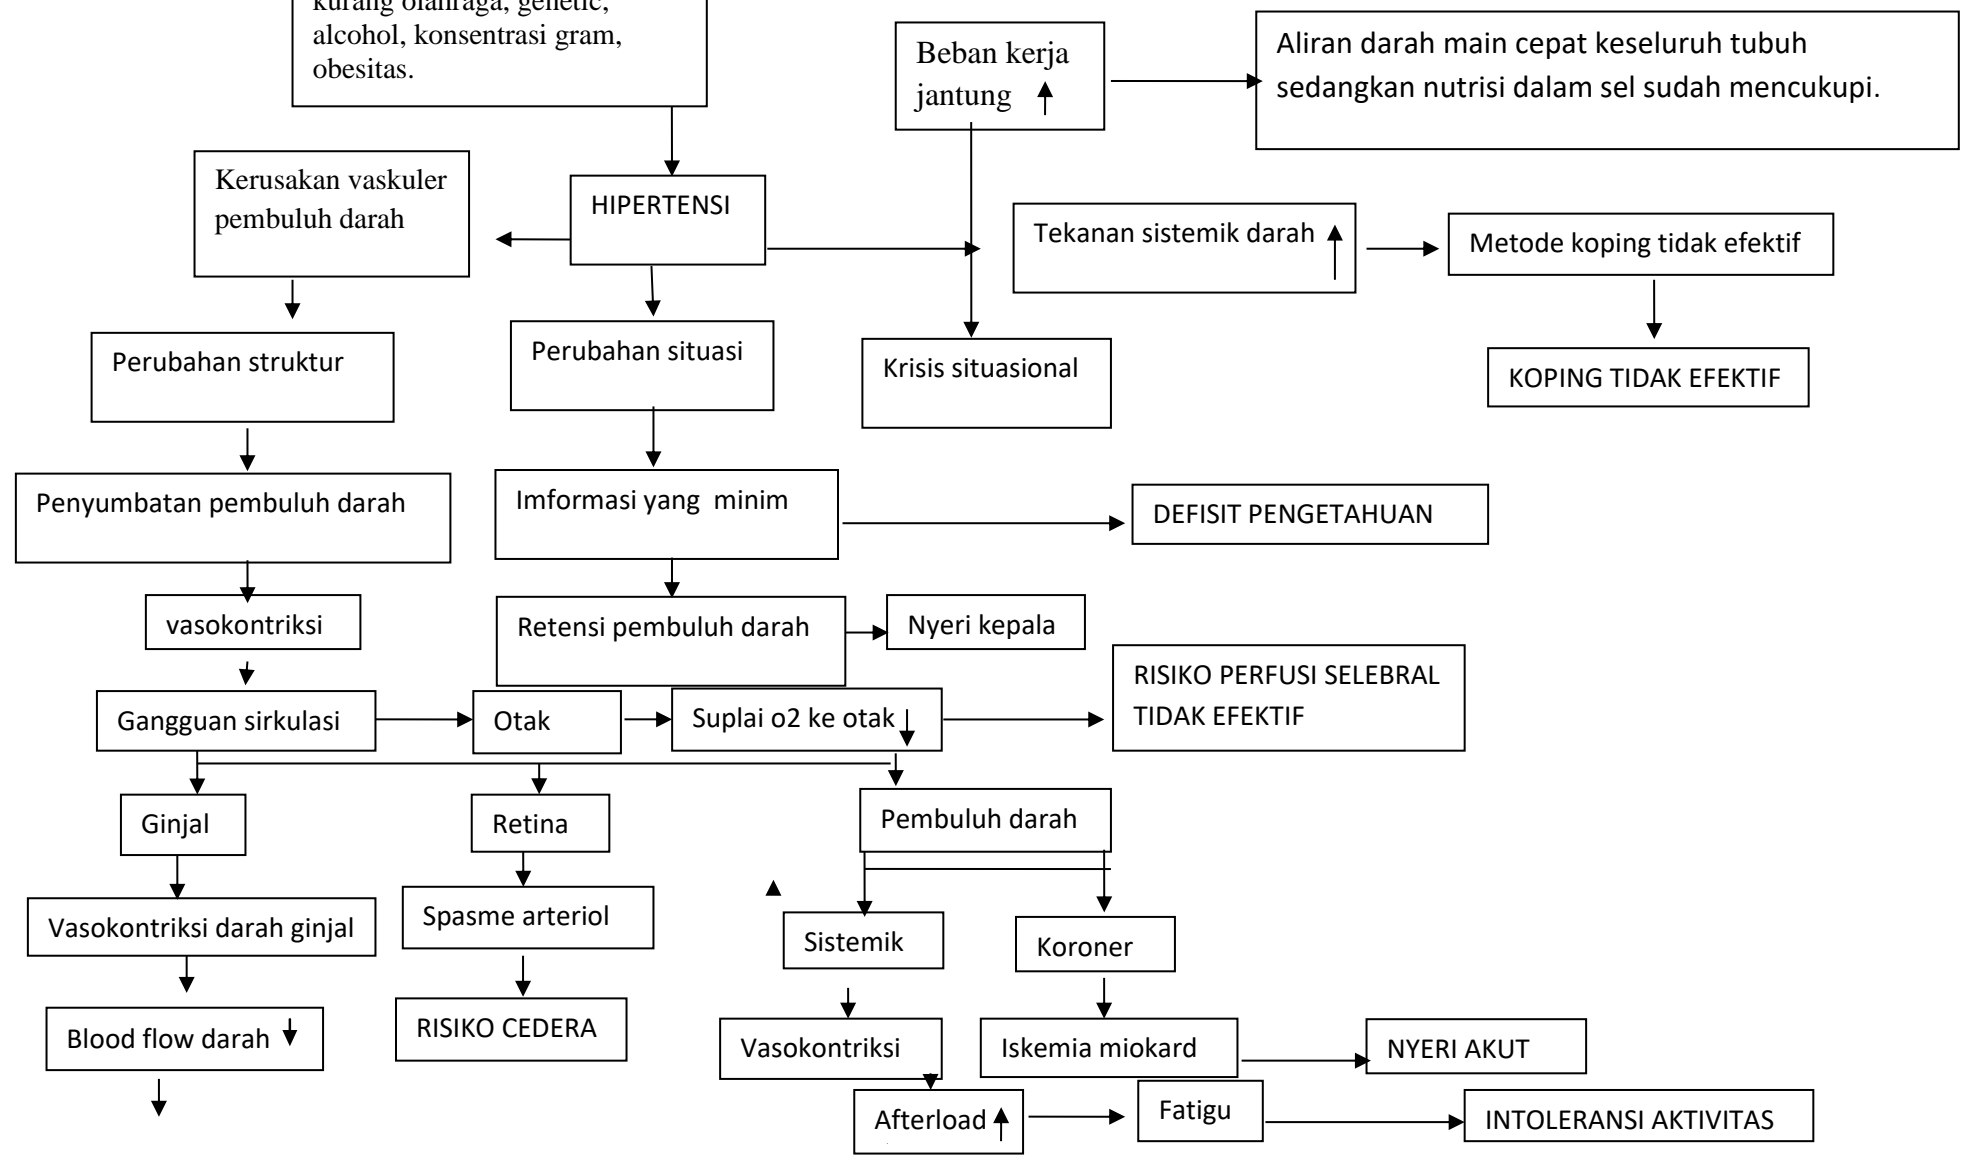 kurang olahraga, genetic,
alcohol, konsentrasi gram,
obesitas.
Beban kerja
jantung
Aliran darah main cepat keseluruh tubuh
sedangkan nutrisi dalam sel sudah mencukupi.
Kerusakan vaskuler
pembuluh darah
HIPERTENSI
Tekanan sistemik darah
Metode koping tidak efektif
Perubahan struktur
Perubahan situasi
Krisis situasional
KOPING TIDAK EFEKTIF
Penyumbatan pembuluh darah
Imformasi yang minim
DEFISIT PENGETAHUAN
vasokontriksi
Retensi pembuluh darah
Nyeri kepala
RISIKO PERFUSI SELEBRAL
TIDAK EFEKTIF
Gangguan sirkulasi
Otak
Suplai o2 ke otak
Ginjal
Retina
Pembuluh darah
Vasokontriksi darah ginjal
Spasme arteriol
Sistemik
Koroner
Blood flow darah
RISIKO CEDERA
Vasokontriksi
Iskemia miokard
NYERI AKUT
Afterload
Fatigu
INTOLERANSI AKTIVITAS